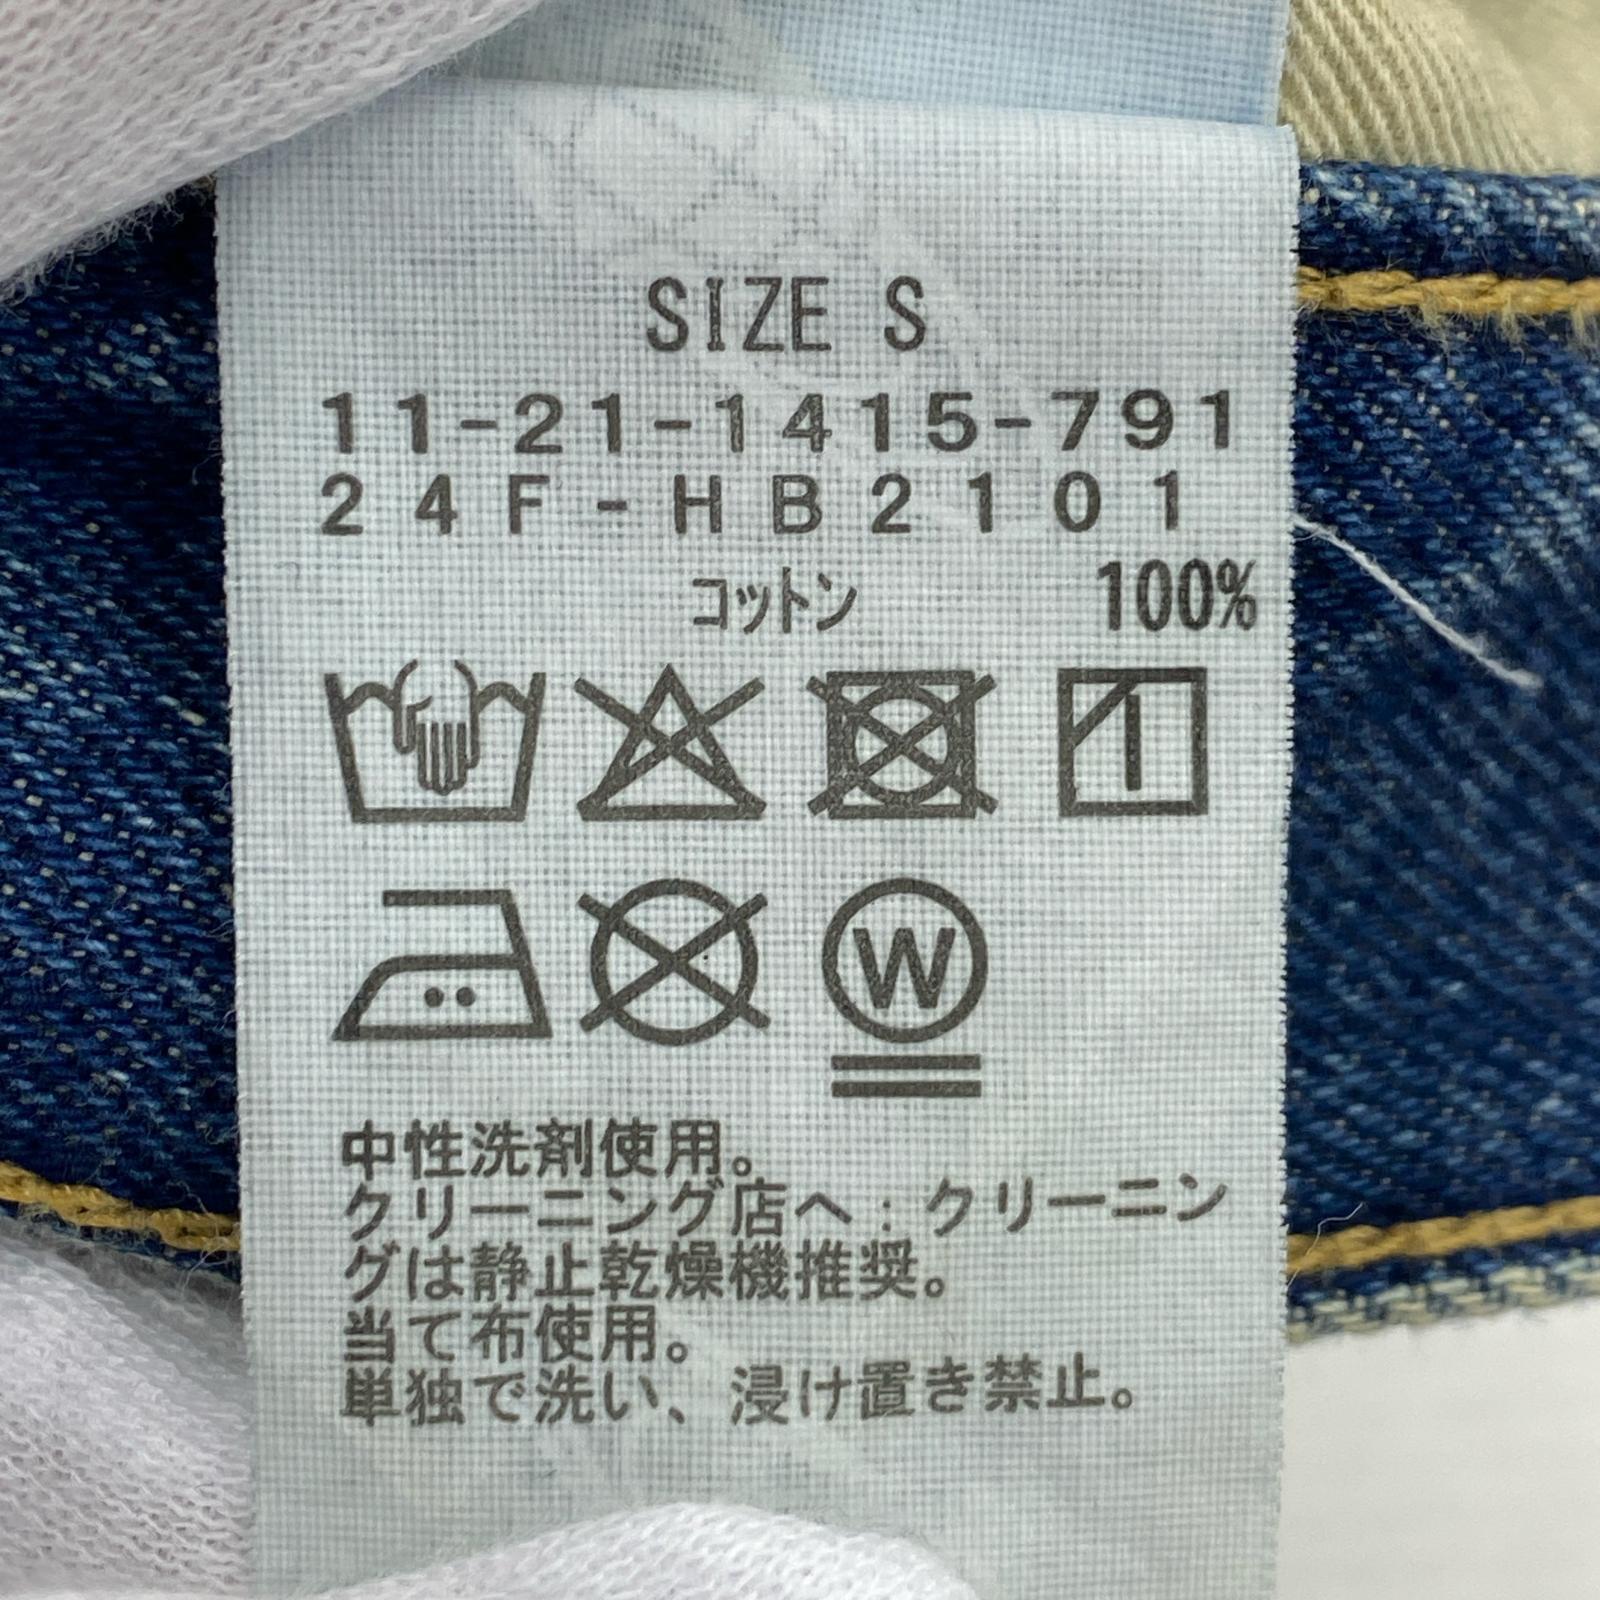 SIZE S
11-21-1415-791
24F-HB2101
コットン 100%
W
中性洗剤使用。
クリーニング店へ:クリーニン
グは静止乾燥機推奨。
当て布使用。
単独で洗い、浸け置き禁止。